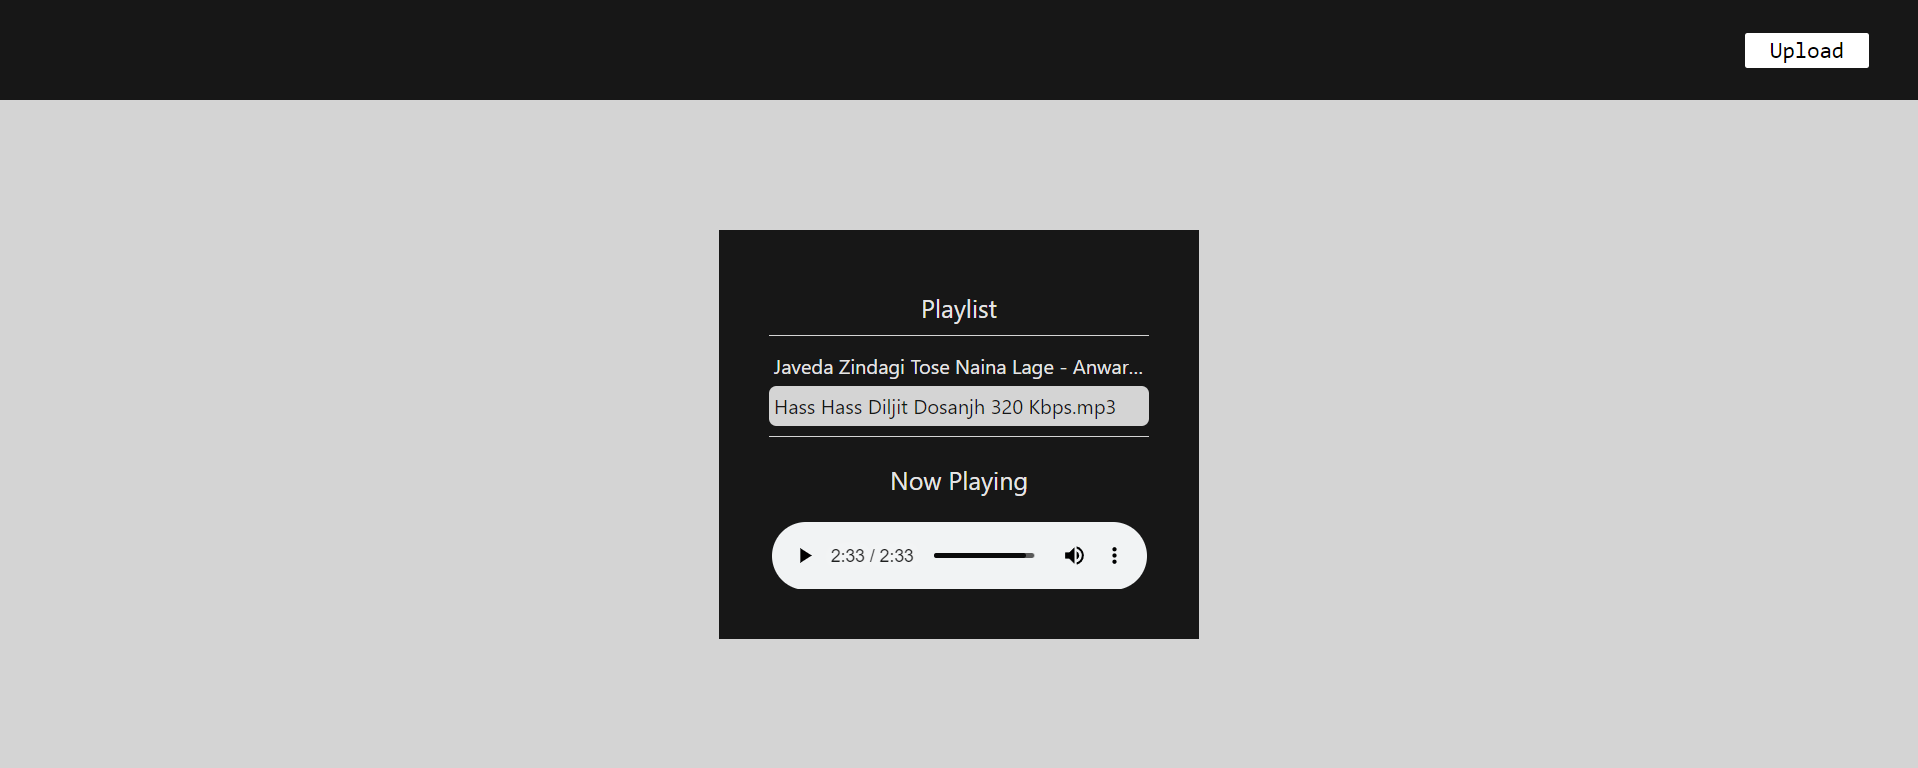 Upload
Playlist
Javeda Zindagi Tose Naina Lage - Anwar...
Hass Hass Diljit Dosanjh 320 Kbps.mp3
Now Playing
2:33 / 2:33